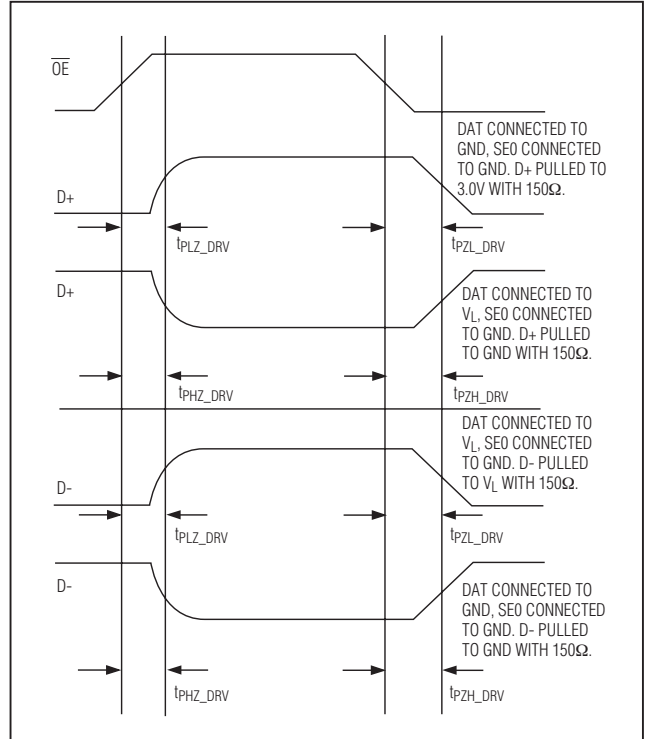 OE
DAT CONNECTED TO
GND, SE0 CONNECTED
TO GND. D+ PULLED TO
3.0V WITH 150Ω.
D+
tPLZ_DRV
tPZL_DRV
D+
DAT CONNECTED TO
VL, SE0 CONNECTED
TO GND. D+ PULLED
TO GND WITH 150Ω.
tPHZ_DRV
tPZH_DRV
DAT CONNECTED TO
VL, SE0 CONNECTED
TO GND. D- PULLED
TO VL WITH 150Ω.
D-
tPLZ_DRV
tPZL_DRV
D-
DAT CONNECTED TO
GND, SE0 CONNECTED
TO GND. D- PULLED
TO GND WITH 150Ω.
tPHZ_DRV
tPZH_DRV